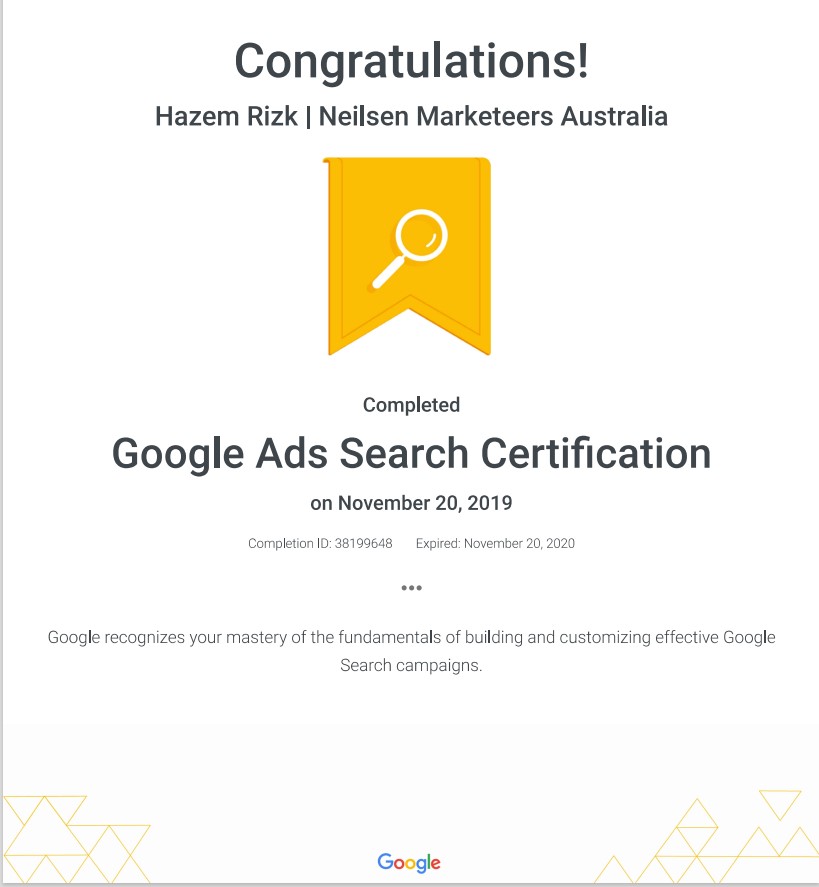 Congratulations!
Hazem Rizk | Neilsen Marketeers Australia
Completed
Google Ads Search Certification
on November 20, 2019
Completion ID: 38199648 Expired: November 20, 2020
•••
Google recognizes your mastery of the fundamentals of building and customizing effective Google
Search campaigns.
Google